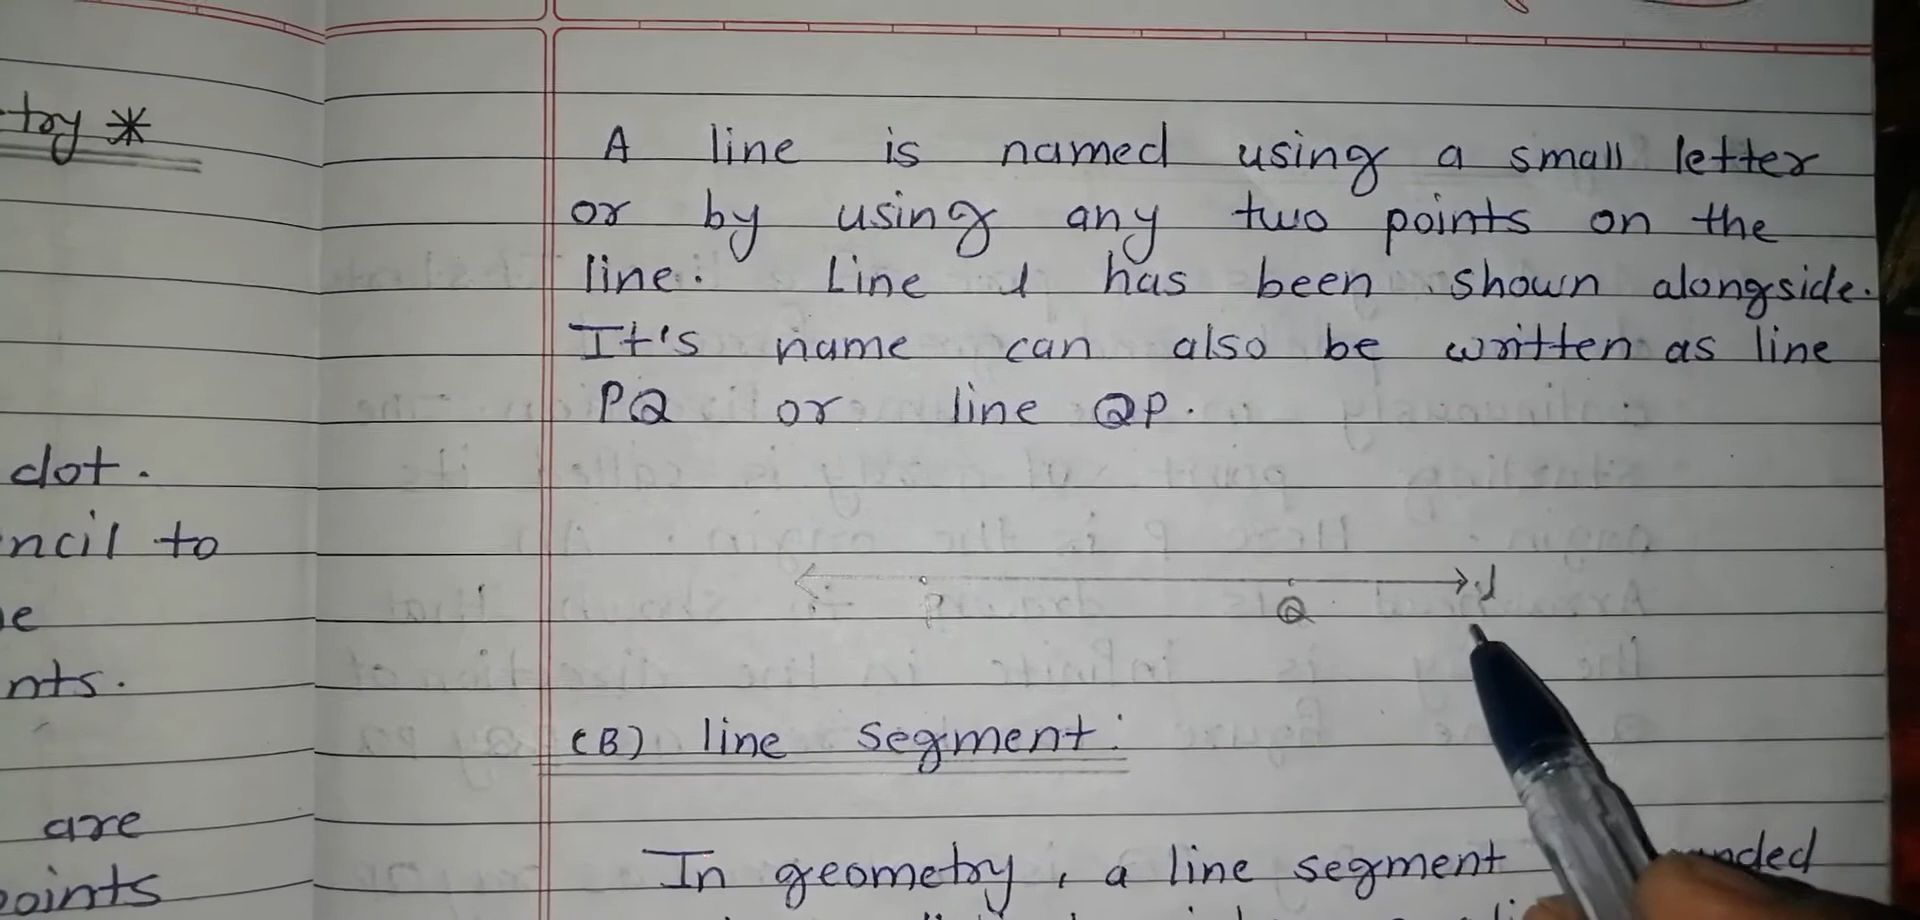 try *
dot.
ncil to
e
nts.
are
points
A line is named using a small letter
or by using any two points on the
line. Line l has been shown alongside.
It's name can also be written as line
PQ or line QP.
l
P Q
(B) line segment:
In geometry, a line segment